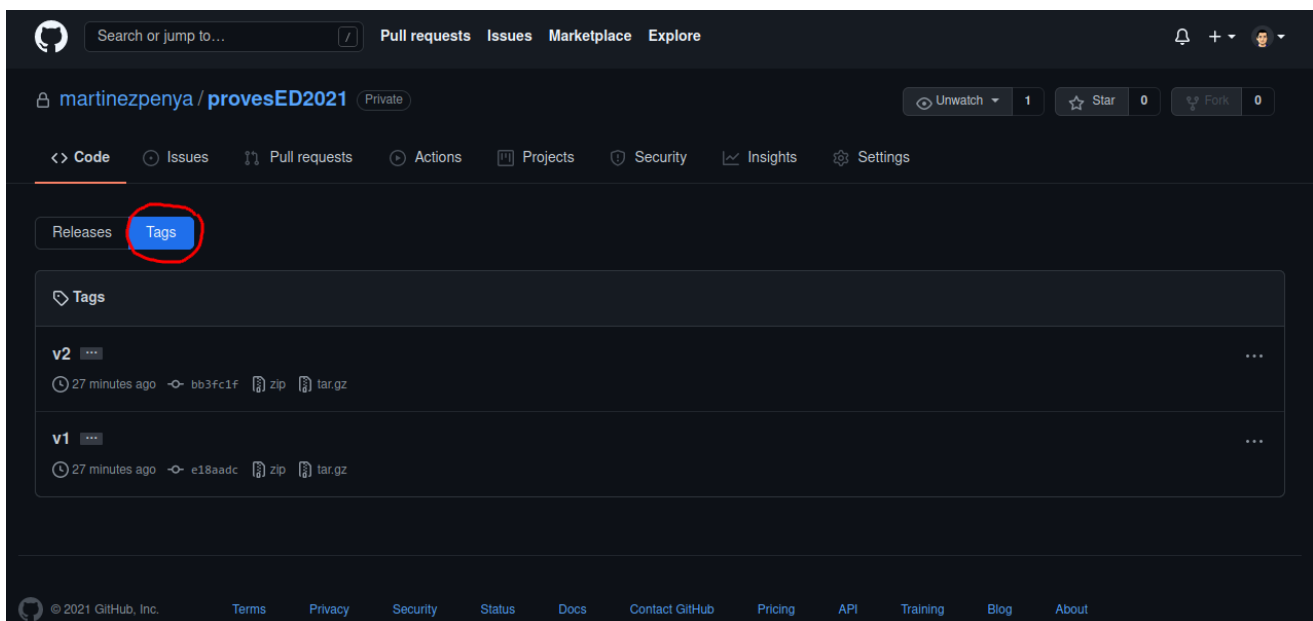 Search or jump to... / Pull requests Issues Marketplace Explore
martinezpenya / provesED2021 Private Unwatch 1 Star 0 Fork 0
<> Code Issues Pull requests Actions Projects Security Insights Settings
Releases Tags
Tags
v2 ...
27 minutes ago bb3fc1f zip tar.gz
v1 ...
27 minutes ago e18aadc zip tar.gz
© 2021 GitHub, Inc. Terms Privacy Security Status Docs Contact GitHub Pricing API Training Blog About